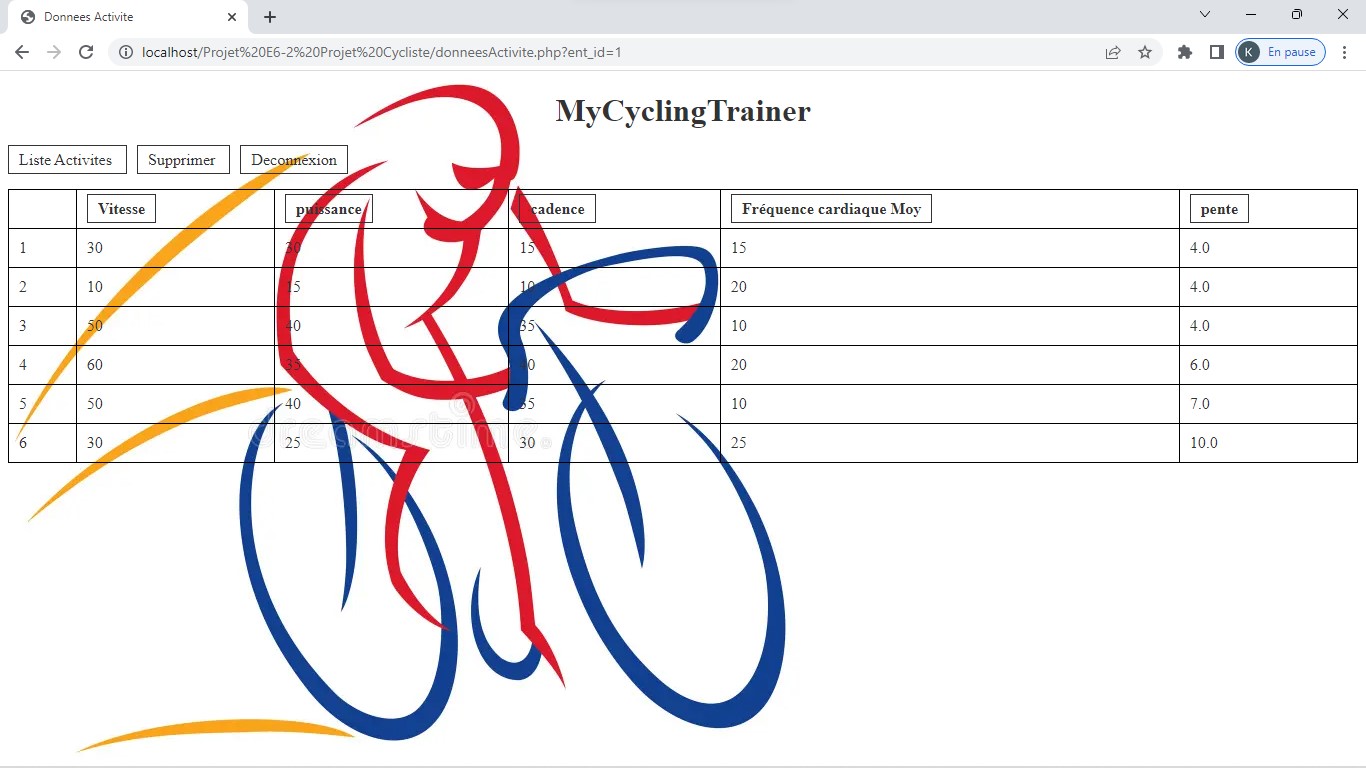 Donnees Activite
localhost/Projet%20E6-2%20Projet%20Cycliste/donneesActivite.php?ent_id=1
K En pause
MyCyclingTrainer
Liste Activites Supprimer Deconnexion
Vitesse puissance cadence Fréquence cardiaque Moy pente
1 30 30 15 15 4.0
2 10 15 10 20 4.0
3 50 40 35 10 4.0
4 60 35 40 20 6.0
5 50 40 35 10 7.0
6 30 25 30 25 10.0
dreamstime.